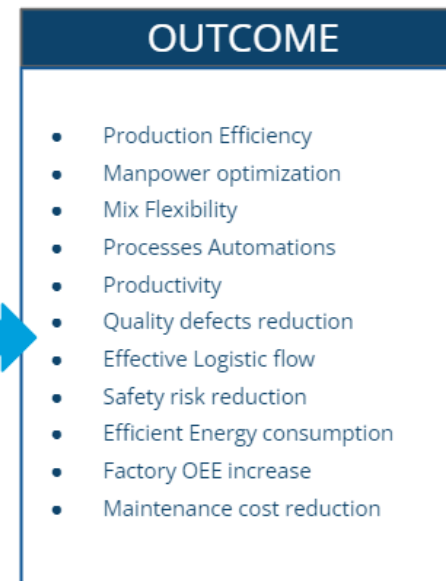 OUTCOME
• Production Efficiency
• Manpower optimization
• Mix Flexibility
• Processes Automations
• Productivity
• Quality defects reduction
• Effective Logistic flow
• Safety risk reduction
• Efficient Energy consumption
• Factory OEE increase
• Maintenance cost reduction